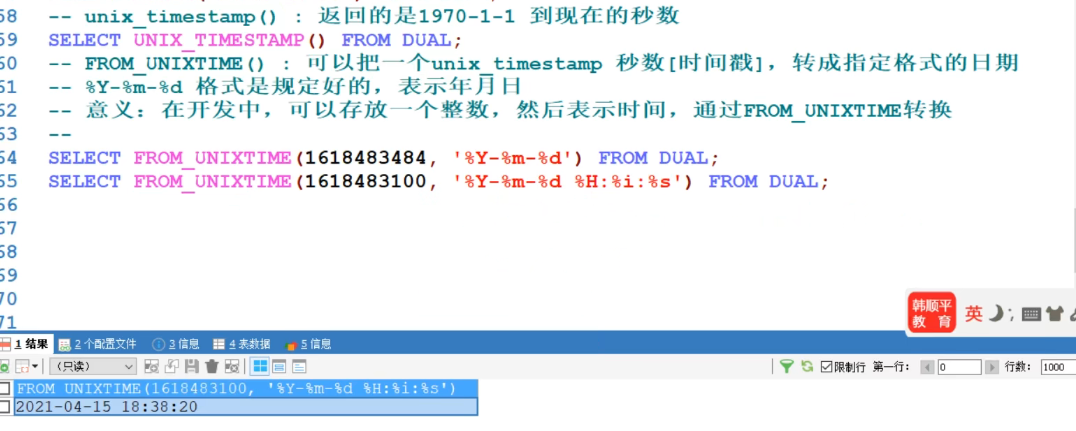 58 -- unix_timestamp() : 返回的是1970-1-1 到现在的秒数
59 SELECT UNIX_TIMESTAMP() FROM DUAL;
60 -- FROM_UNIXTIME() : 可以把一个unix_timestamp 秒数[时间戳],转成指定格式的日期
61 -- %Y-%m-%d 格式是规定好的,表示年月日
62 -- 意义:在开发中,可以存放一个整数,然后表示时间,通过FROM_UNIXTIME转换
63 --
64 SELECT FROM_UNIXTIME(1618483484, '%Y-%m-%d') FROM DUAL;
65 SELECT FROM_UNIXTIME(1618483100, '%Y-%m-%d %H:%i:%s') FROM DUAL;
66
67
68
69
70
71
韩顺平
教 育
英
1 结果 2 个配置文件 3 信息 4 表数据 5 信息
(只读) 限制行 第一行: 0 行数: 1000
FROM_UNIXTIME(1618483100, '%Y-%m-%d %H:%i:%s')
2021-04-15 18:38:20